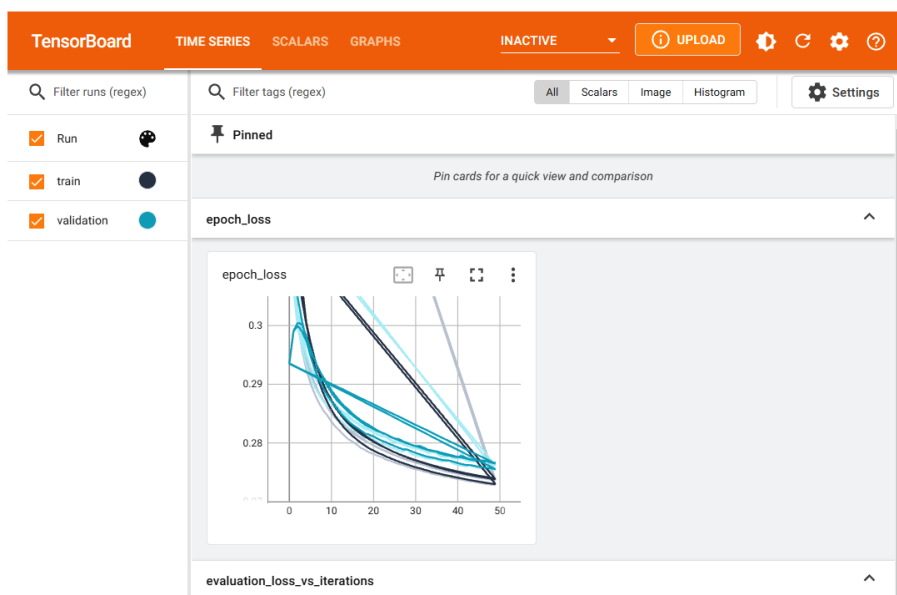 TensorBoard TIME SERIES SCALARS GRAPHS INACTIVE UPLOAD
Filter runs (regex)
Filter tags (regex) All Scalars Image Histogram Settings
Run
Pinned
train
Pin cards for a quick view and comparison
validation
epoch_loss
epoch_loss
0.3
0.29
0.28
0.27
0 10 20 30 40 50
evaluation_loss_vs_iterations